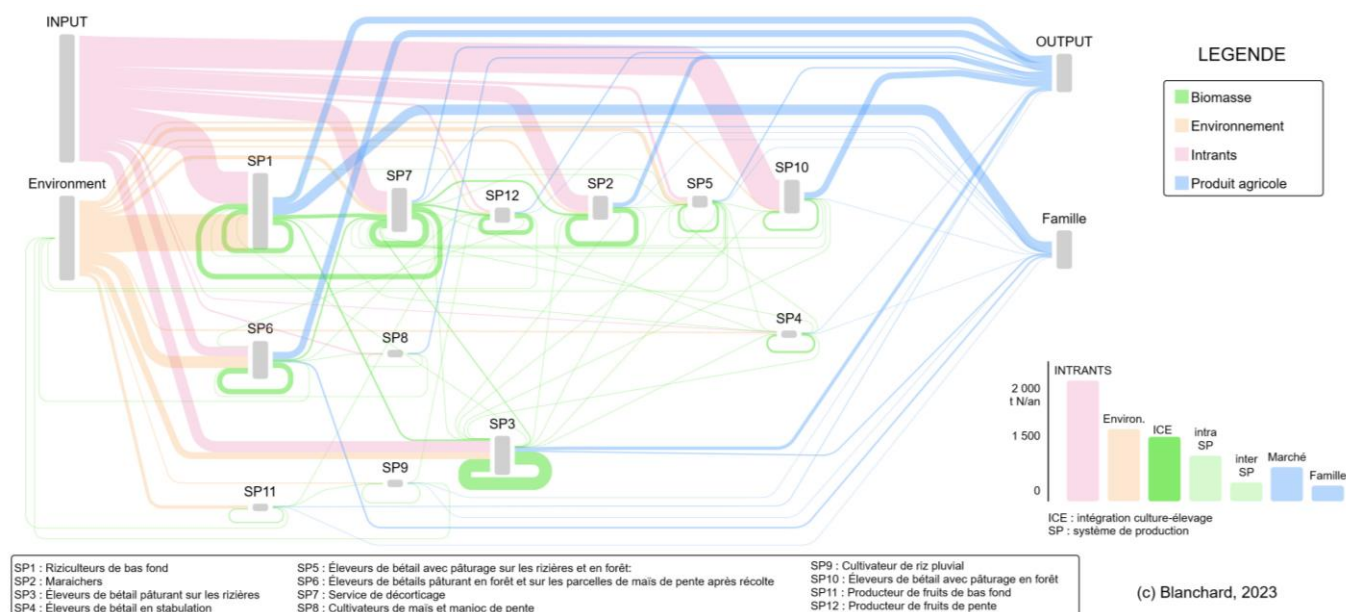 INPUT
OUTPUT
LEGENDE
Biomasse
Environnement
Intrants
Produit agricole
Environment
SP1
SP7
SP12
SP2
SP5
SP10
Famille
SP6
SP8
SP4
SP3
SP9
SP11
INTRANTS
2 000
t N/an
Environ.
ICE
1 500
intra
SP
inter
SP
Marché
Famille
0
ICE : intégration culture-élevage
SP : système de production
SP1 : Riziculteurs de bas fond
SP2 : Maraichers
SP3 : Éleveurs de bétail pâturant sur les rizières
SP4 : Éleveurs de bétail en stabulation
SP5 : Éleveurs de bétail avec pâturage sur les rizières et en forêt:
SP6 : Éleveurs de bétails pâturant en forêt et sur les parcelles de maïs de pente après récolte
SP7 : Service de décorticage
SP8 : Cultivateurs de maïs et manioc de pente
SP9 : Cultivateur de riz pluvial
SP10 : Éleveurs de bétail avec pâturage en forêt
SP11 : Producteur de fruits de bas fond
SP12 : Producteur de fruits de pente
(c) Blanchard, 2023